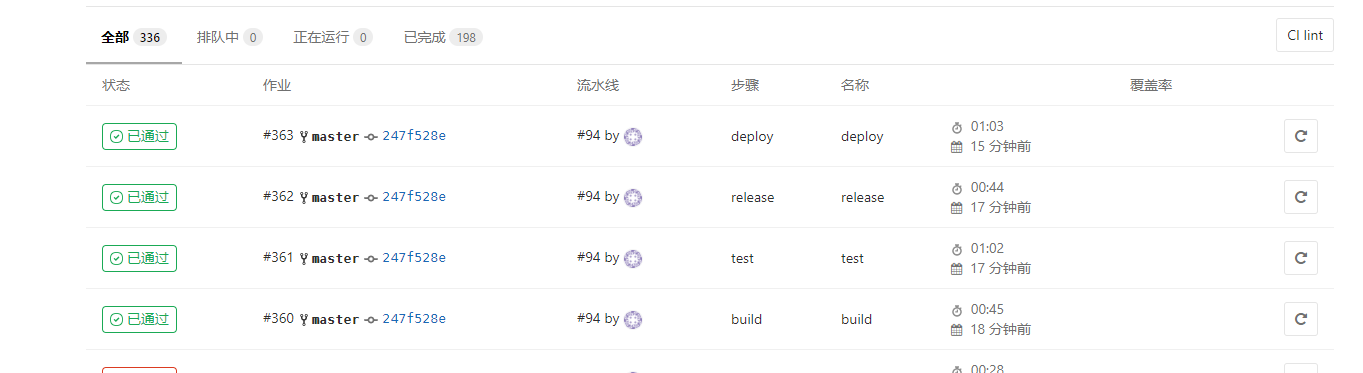 全部 336 排队中 0 正在运行 0 已完成 198 CI lint
状态 作业 流水线 步骤 名称 覆盖率
已通过 #363 master 247f528e #94 by deploy deploy 01:03
15 分钟前
已通过 #362 master 247f528e #94 by release release 00:44
17 分钟前
已通过 #361 master 247f528e #94 by test test 01:02
17 分钟前
已通过 #360 master 247f528e #94 by build build 00:45
18 分钟前
00:28